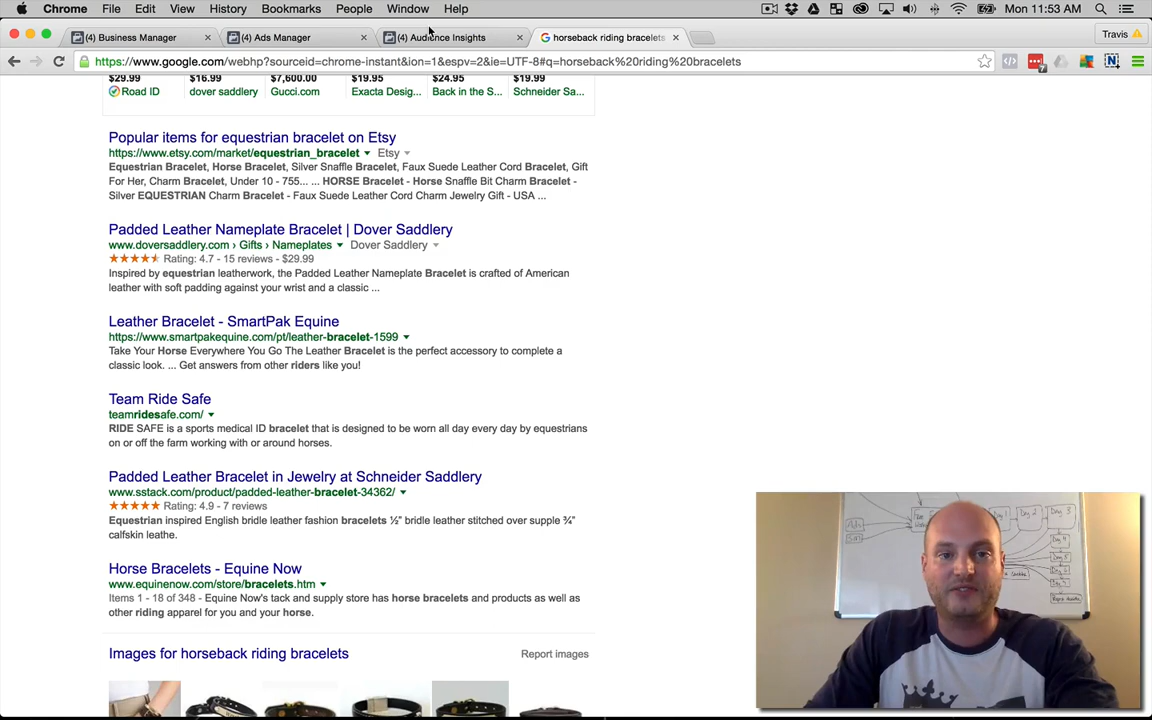 Chrome File Edit View History Bookmarks People Window Help Mon 11:53 AM
(4) Business Manager
(4) Ads Manager
(4) Audience Insights
horseback riding bracelets
Travis
https://www.google.com/webhp?sourceid=chrome-instant&ion=1&espv=2&ie=UTF-8#q=horseback%20riding%20bracelets
7
$29.99 $16.99 $7,600.00 $19.95 $24.95 $19.99
Road ID dover saddlery Gucci.com Exacta Desig... Back in the S... Schneider Sa...
Popular items for equestrian bracelet on Etsy
https://www.etsy.com/market/equestrian_bracelet Etsy
Equestrian Bracelet, Horse Bracelet, Silver Snaffle Bracelet, Faux Suede Leather Cord Bracelet, Gift
For Her, Charm Bracelet, Under 10 - 755... ... HORSE Bracelet - Horse Snaffle Bit Charm Bracelet -
Silver EQUESTRIAN Charm Bracelet - Faux Suede Leather Cord Charm Jewelry Gift - USA ...
Padded Leather Nameplate Bracelet | Dover Saddlery
www.doversaddlery.com › Gifts › Nameplates Dover Saddlery
Rating: 4.7 - 15 reviews - $29.99
Inspired by equestrian leatherwork, the Padded Leather Nameplate Bracelet is crafted of American
leather with soft padding against your wrist and a classic ...
Leather Bracelet - SmartPak Equine
https://www.smartpakequine.com/pt/leather-bracelet-1599
Take Your Horse Everywhere You Go The Leather Bracelet is the perfect accessory to complete a
classic look. ... Get answers from other riders like you!
Team Ride Safe
teamridesafe.com/
RIDE SAFE is a sports medical ID bracelet that is designed to be worn all day every day by equestrians
on or off the farm working with or around horses.
Padded Leather Bracelet in Jewelry at Schneider Saddlery
www.sstack.com/product/padded-leather-bracelet-34362/
Rating: 4.9 - 7 reviews
Equestrian inspired English bridle leather fashion bracelets ½" bridle leather stitched over supple ¾"
calfskin leathe.
Horse Bracelets - Equine Now
www.equinenow.com/store/bracelets.htm
Items 1 - 18 of 348 - Equine Now's tack and supply store has horse bracelets and products as well as
other riding apparel for you and your horse.
Images for horseback riding bracelets Report images
Ads
Day 2
Day 3
Day 4